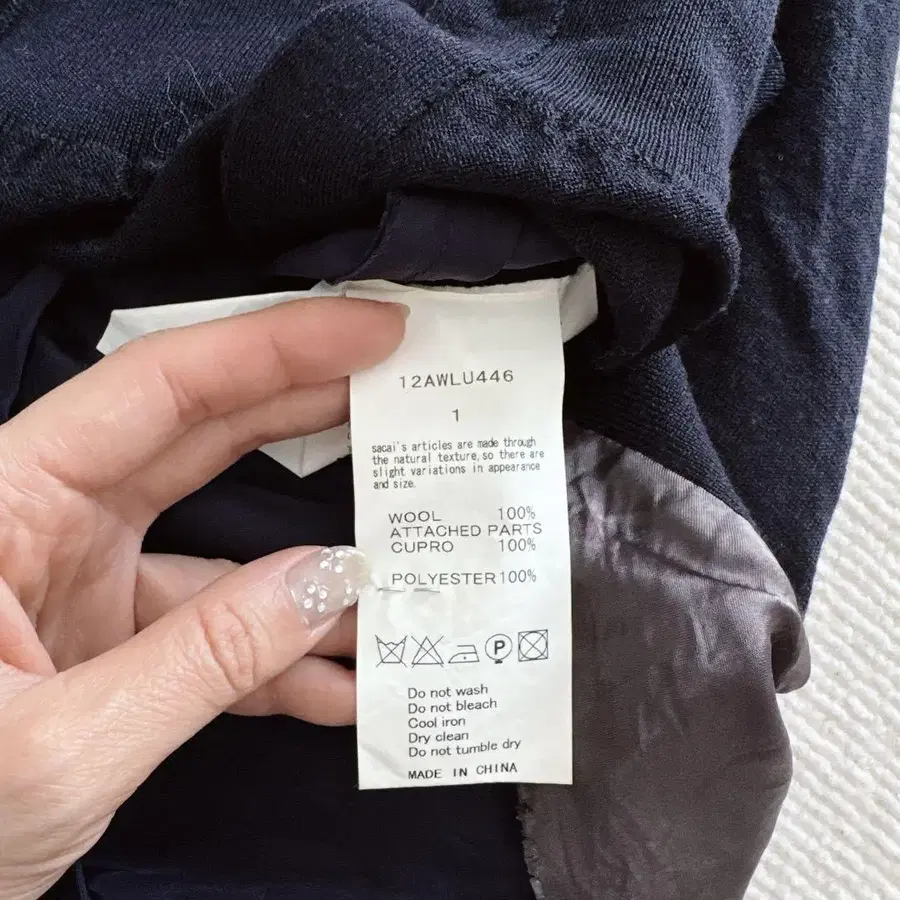 12AWLU446
1
sacai's articles are made through
the natural texture, so there are
slight variations in appearance
and size.
WOOL 100%
ATTACHED PARTS
CUPRO 100%
POLYESTER 100%
P
Do not wash
Do not bleach
Cool iron
Dry clean
Do not tumble dry
MADE IN CHINA